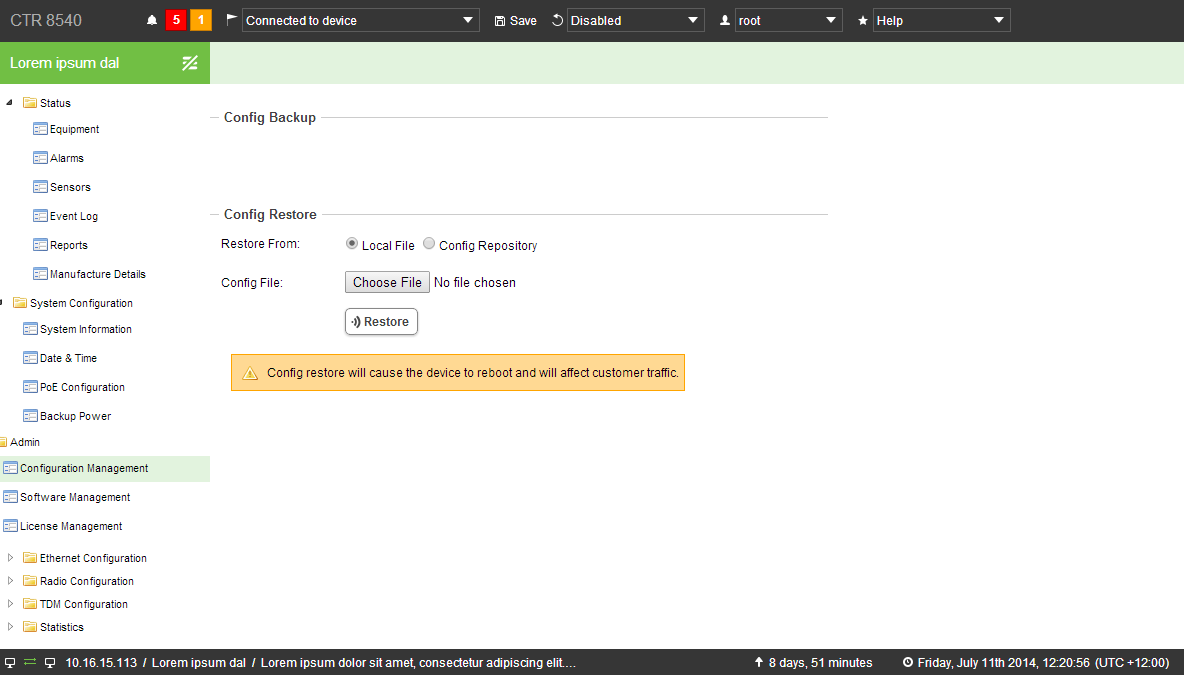 CTR 8540 5 1 Connected to device Save Disabled root Help
Lorem ipsum dal
Status
Equipment
Alarms
Sensors
Event Log
Reports
Manufacture Details
System Configuration
System Information
Date & Time
PoE Configuration
Backup Power
Admin
Configuration Management
Software Management
License Management
Ethernet Configuration
Radio Configuration
TDM Configuration
Statistics
Config Backup
Config Restore
Restore From: Local File Config Repository
Config File: Choose File No file chosen
Restore
Config restore will cause the device to reboot and will affect customer traffic.
10.16.15.113 / Lorem ipsum dal / Lorem ipsum dolor sit amet, consectetur adipiscing elit.... 8 days, 51 minutes Friday, July 11th 2014, 12:20:56 (UTC +12:00)